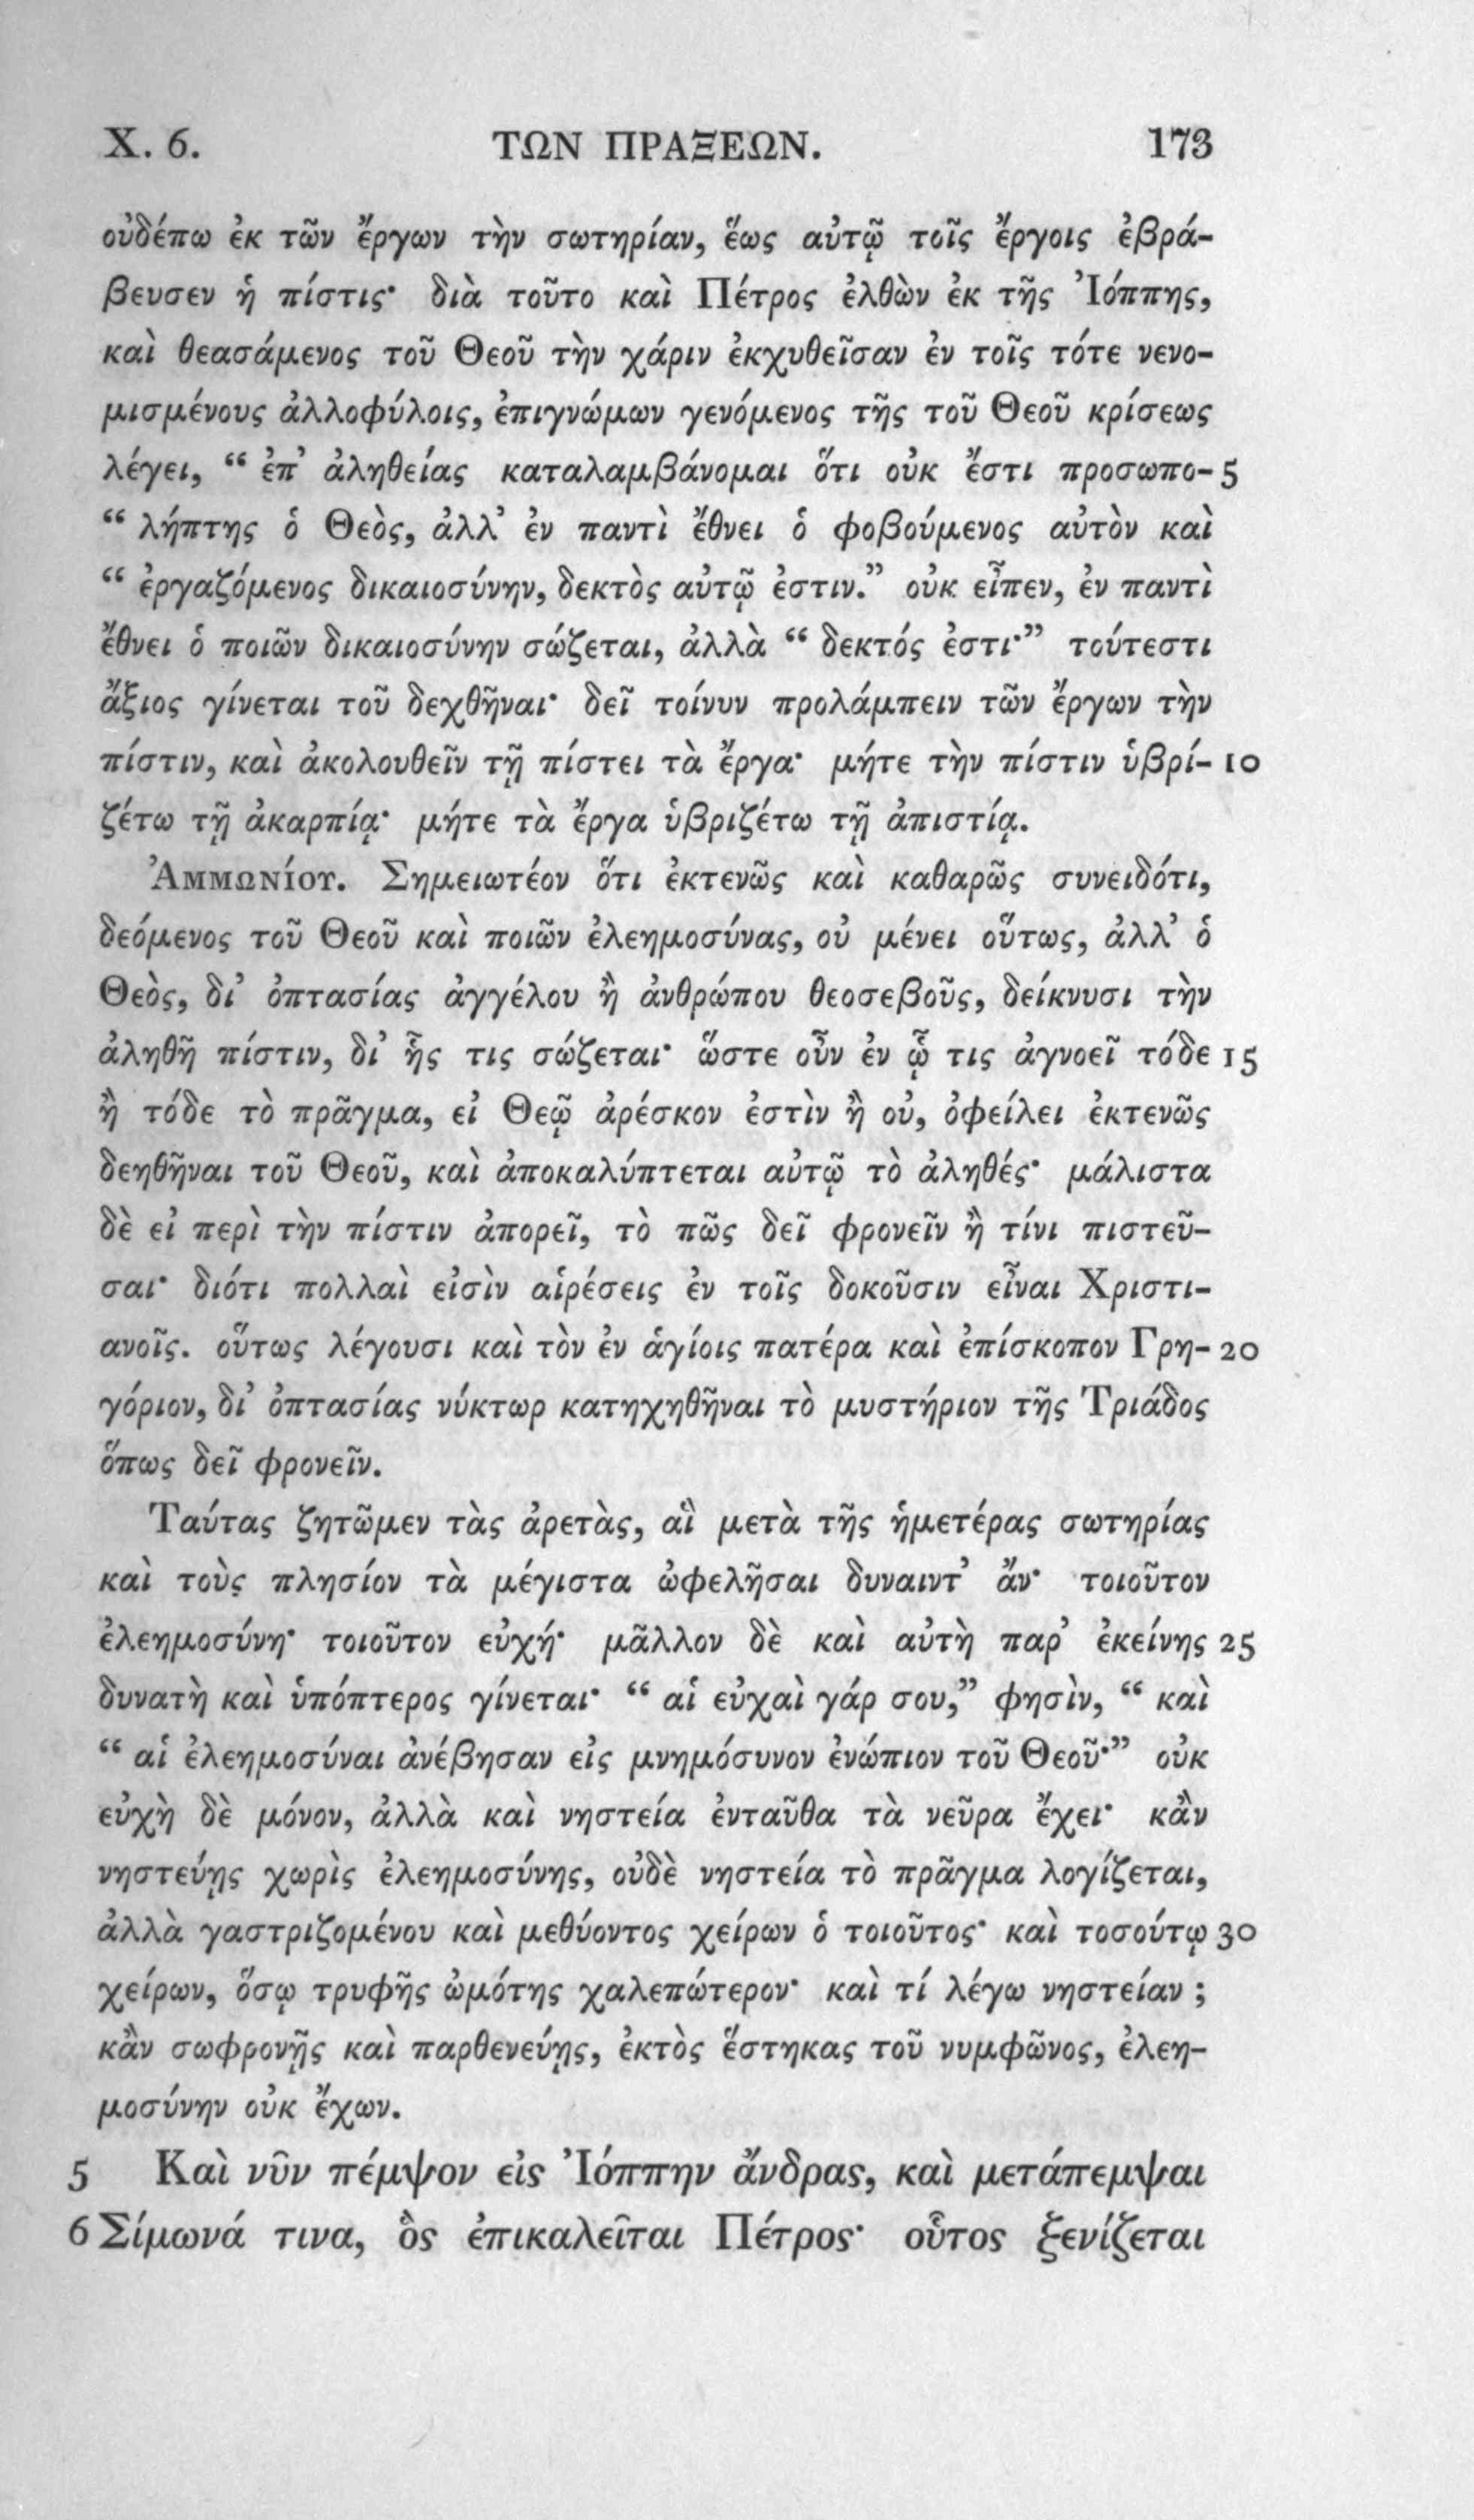 X. 6. ΤΩΝ ΠΡΑΞΕΩΝ. 173
οὐδέπω ἐκ τῶν ἔργων τὴν σωτηρίαν, ἕως αὐτῷ τοῖς ἔργοις ἐβρά-
βευσεν ἡ πίστις· διὰ τοῦτο καὶ Πέτρος ἐλθὼν ἐκ τῆς Ἰόππης,
καὶ θεασάμενος τοῦ Θεοῦ τὴν χάριν ἐκχυθεῖσαν ἐν τοῖς τότε νενο-
μισμένους ἀλλοφύλοις, ἐπιγνώμων γενόμενος τῆς τοῦ Θεοῦ κρίσεως
λέγει, “ ἐπ’ ἀληθείας καταλαμβάνομαι ὅτι οὐκ ἔστι προσωπο- 5
“ λήπτης ὁ Θεὸς, ἀλλ’ ἐν παντὶ ἔθνει ὁ φοβούμενος αὐτὸν καὶ
“ ἐργαζόμενος δικαιοσύνην, δεκτὸς αὐτῷ ἐστιν.” οὐκ εἶπεν, ἐν παντὶ
ἔθνει ὁ ποιῶν δικαιοσύνην σώζεται, ἀλλὰ “ δεκτός ἐστι·” τούτεστι
ἄξιος γίνεται τοῦ δεχθῆναι· δεῖ τοίνυν προλάμπειν τῶν ἔργων τὴν
πίστιν, καὶ ἀκολουθεῖν τῇ πίστει τὰ ἔργα· μήτε τὴν πίστιν ὑβρί- 10
ζέτω τῇ ἀκαρπίᾳ· μήτε τὰ ἔργα ὑβριζέτω τῇ ἀπιστίᾳ.
Ἀμμωνίου. Σημειωτέον ὅτι ἐκτενῶς καὶ καθαρῶς συνειδότι,
δεόμενος τοῦ Θεοῦ καὶ ποιῶν ἐλεημοσύνας, οὐ μένει οὕτως, ἀλλ’ ὁ
Θεὸς, δι’ ὀπτασίας ἀγγέλου ἢ ἀνθρώπου θεοσεβοῦς, δείκνυσι τὴν
ἀληθῆ πίστιν, δι’ ἧς τις σώζεται· ὥστε οὖν ἐν ᾧ τις ἀγνοεῖ τόδε 15
ἢ τόδε τὸ πρᾶγμα, εἰ Θεῷ ἀρέσκον ἐστὶν ἢ οὐ, ὀφείλει ἐκτενῶς
δεηθῆναι τοῦ Θεοῦ, καὶ ἀποκαλύπτεται αὐτῷ τὸ ἀληθές· μάλιστα
δὲ εἰ περὶ τὴν πίστιν ἀπορεῖ, τὸ πῶς δεῖ φρονεῖν ἢ τίνι πιστεῦ-
σαι· διότι πολλαὶ εἰσὶν αἱρέσεις ἐν τοῖς δοκοῦσιν εἶναι Χριστι-
ανοῖς. οὕτως λέγουσι καὶ τὸν ἐν ἁγίοις πατέρα καὶ ἐπίσκοπον Γρη- 20
γόριον, δι’ ὀπτασίας νύκτωρ κατηχηθῆναι τὸ μυστήριον τῆς Τριάδος
ὅπως δεῖ φρονεῖν.
Ταύτας ζητῶμεν τὰς ἀρετὰς, αἳ μετὰ τῆς ἡμετέρας σωτηρίας
καὶ τοὺς πλησίον τὰ μέγιστα ὠφελῆσαι δυναιντ’ ἄν· τοιοῦτον
ἐλεημοσύνη· τοιοῦτον εὐχή· μᾶλλον δὲ καὶ αὐτὴ παρ’ ἐκείνης 25
δυνατὴ καὶ ὑπόπτερος γίνεται· “ αἱ εὐχαὶ γάρ σου,” φησὶν, “ καὶ
“ αἱ ἐλεημοσύναι ἀνέβησαν εἰς μνημόσυνον ἐνώπιον τοῦ Θεοῦ·” οὐκ
εὐχὴ δὲ μόνον, ἀλλὰ καὶ νηστεία ἐνταῦθα τὰ νεῦρα ἔχει· κἂν
νηστεύῃς χωρὶς ἐλεημοσύνης, οὐδὲ νηστεία τὸ πρᾶγμα λογίζεται,
ἀλλὰ γαστριζομένου καὶ μεθύοντος χείρων ὁ τοιοῦτος· καὶ τοσούτῳ 30
χείρων, ὅσῳ τρυφῆς ὠμότης χαλεπώτερον· καὶ τί λέγω νηστείαν ;
κἂν σωφρονῇς καὶ παρθενεύῃς, ἐκτὸς ἕστηκας τοῦ νυμφῶνος, ἐλεη-
μοσύνην οὐκ ἔχων.
5 Καὶ νῦν πέμψον εἰς Ἰόππην ἄνδρας, καὶ μετάπεμψαι
6 Σίμωνά τινα, ὃς ἐπικαλεῖται Πέτρος· οὗτος ξενίζεται